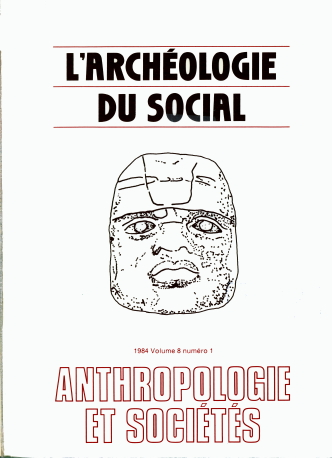 L'ARCHÉOLOGIE
DU SOCIAL
1984 Volume 8 numéro 1
ANTHROPOLOGIE
ET SOCIÉTÉS